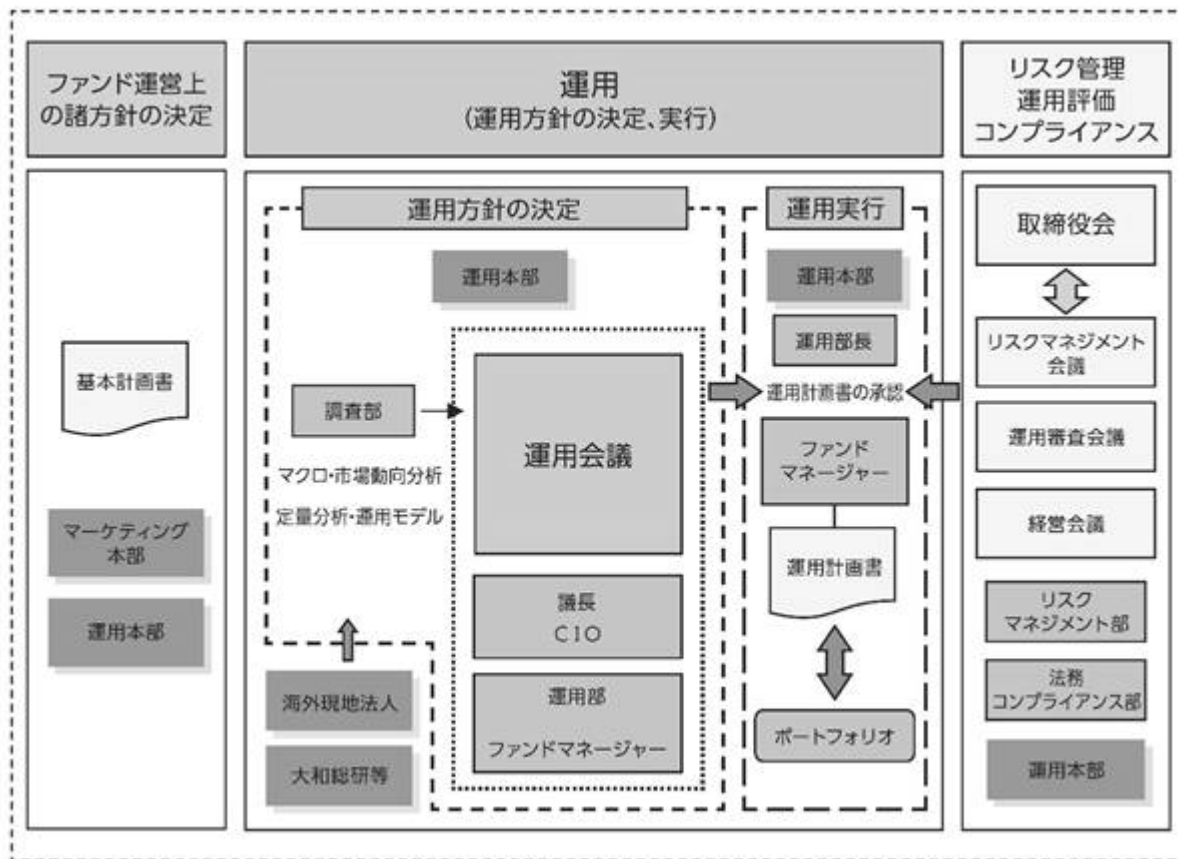 ファンド運営上
の諸方針の決定
運用
(運用方針の決定、実行)
リスク管理
運用評価
コンプライアンス
基本計画書
マーケティング
本部
運用本部
運用方針の決定
運用本部
調査部
マクロ・市場動向分析
定量分析・運用モデル
運用会議
議長
CIO
運用部
ファンドマネージャー
海外現地法人
大和総研等
運用実行
運用本部
運用部長
運用計画書の承認
ファンド
マネージャー
運用計画書
ポートフォリオ
取締役会
リスクマネジメント
会議
運用審査会議
経営会議
リスク
マネジメント部
法務
コンプライアンス部
運用本部